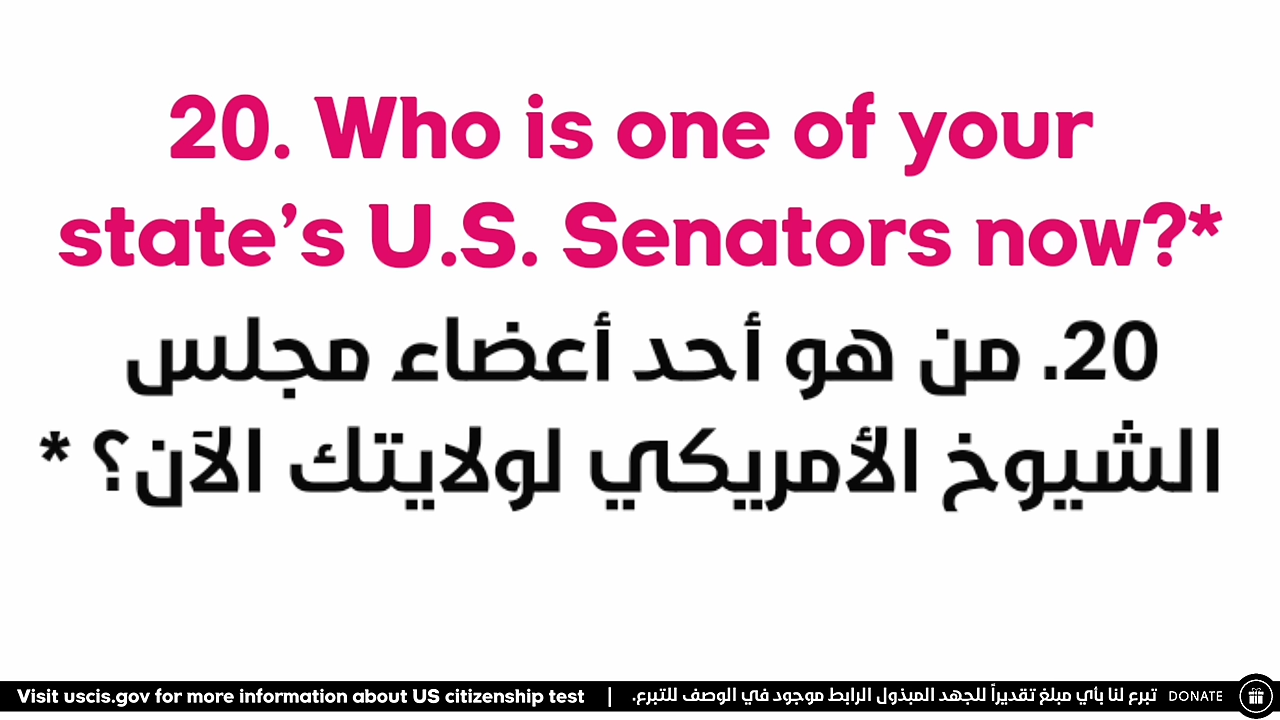 20. Who is one of your
state’s U.S. Senators now?*
20. من هو أحد أعضاء مجلس
الشيوخ الأمريكي لولايتك الآن؟ *
Visit uscis.gov for more information about US citizenship test | تبرع لنا بأي مبلغ تقديراً للجهد المبذول الرابط موجود في الوصف للتبرع. DONATE